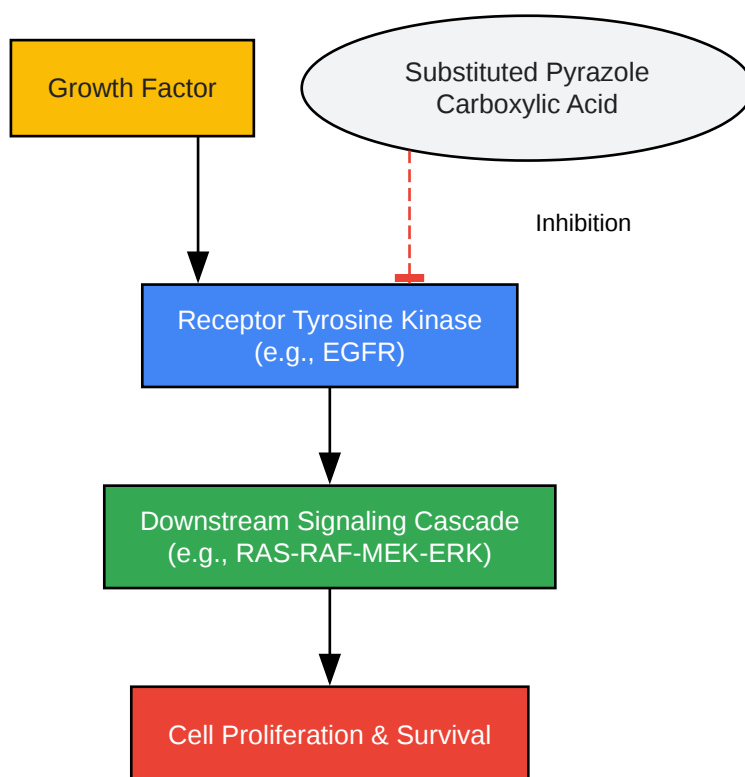 Growth Factor
Substituted Pyrazole
Carboxylic Acid
Inhibition
Receptor Tyrosine Kinase
(e.g., EGFR)
Downstream Signaling Cascade
(e.g., RAS-RAF-MEK-ERK)
Cell Proliferation & Survival